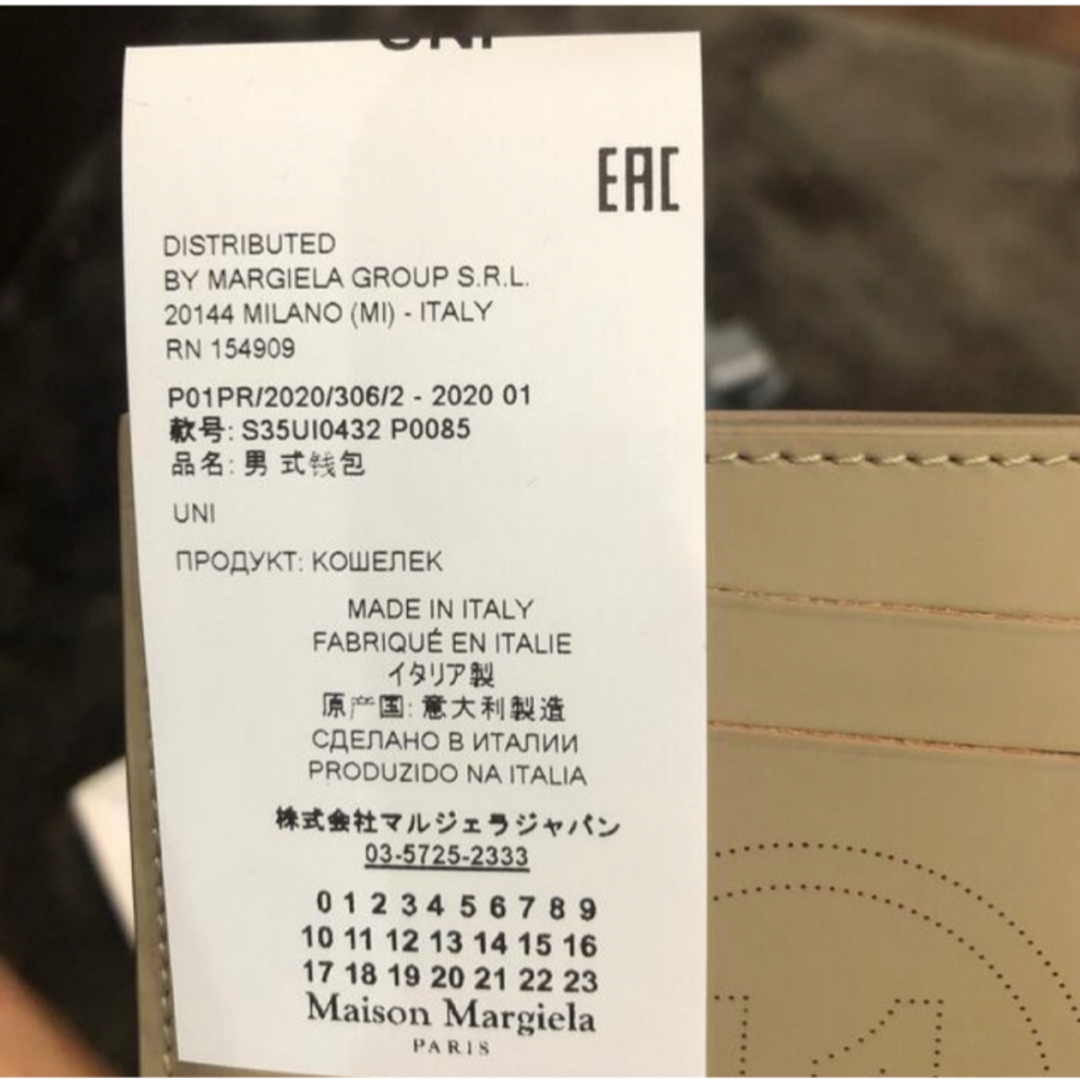 UNI
EAC
DISTRIBUTED
BY MARGIELA GROUP S.R.L.
20144 MILANO (MI) - ITALY
RN 154909
P01PR/2020/306/2 - 2020 01
款号: S35UI0432 P0085
品名: 男式钱包
UNI
ПРОДУКТ: КОШЕЛЕК
MADE IN ITALY
FABRIQUÉ EN ITALIE
イタリア製
原产国: 意大利製造
СДЕЛАНО В ИТАЛИИ
PRODUZIDO NA ITALIA
株式会社マルジェラジャパン
03-5725-2333
0 1 2 3 4 5 6 7 8 9
10 11 12 13 14 15 16
17 18 19 20 21 22 23
Maison Margiela
PARIS
11